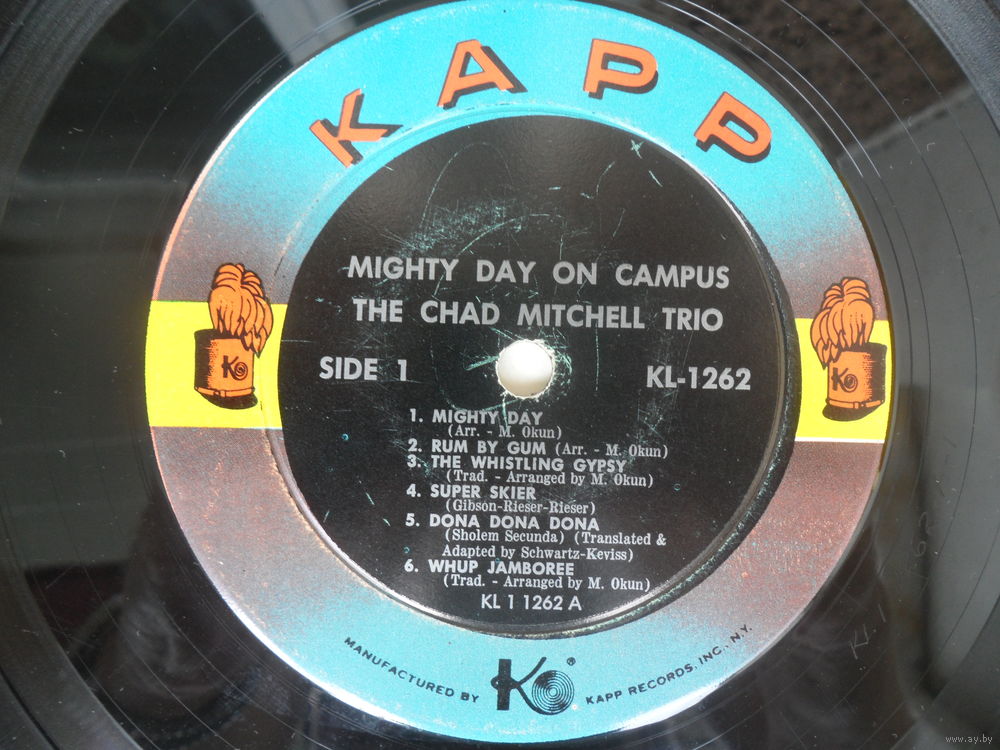 KAPP
MIGHTY DAY ON CAMPUS
THE CHAD MITCHELL TRIO
SIDE 1
KL-1262
1. MIGHTY DAY
(Arr. - M. Okun)
2. RUM BY GUM (Arr. - M. Okun)
3. THE WHISTLING GYPSY
(Trad. - Arranged by M. Okun)
4. SUPER SKIER
(Gibson-Rieser-Rieser)
5. DONA DONA DONA
(Sholem Secunda) (Translated &
Adapted by Schwartz-Keviss)
6. WHUP JAMBOREE
(Trad. - Arranged by M. Okun)
KL 1 1262 A
K
K
MANUFACTURED BY K ® KAPP RECORDS, INC., N.Y.
www.ay.by